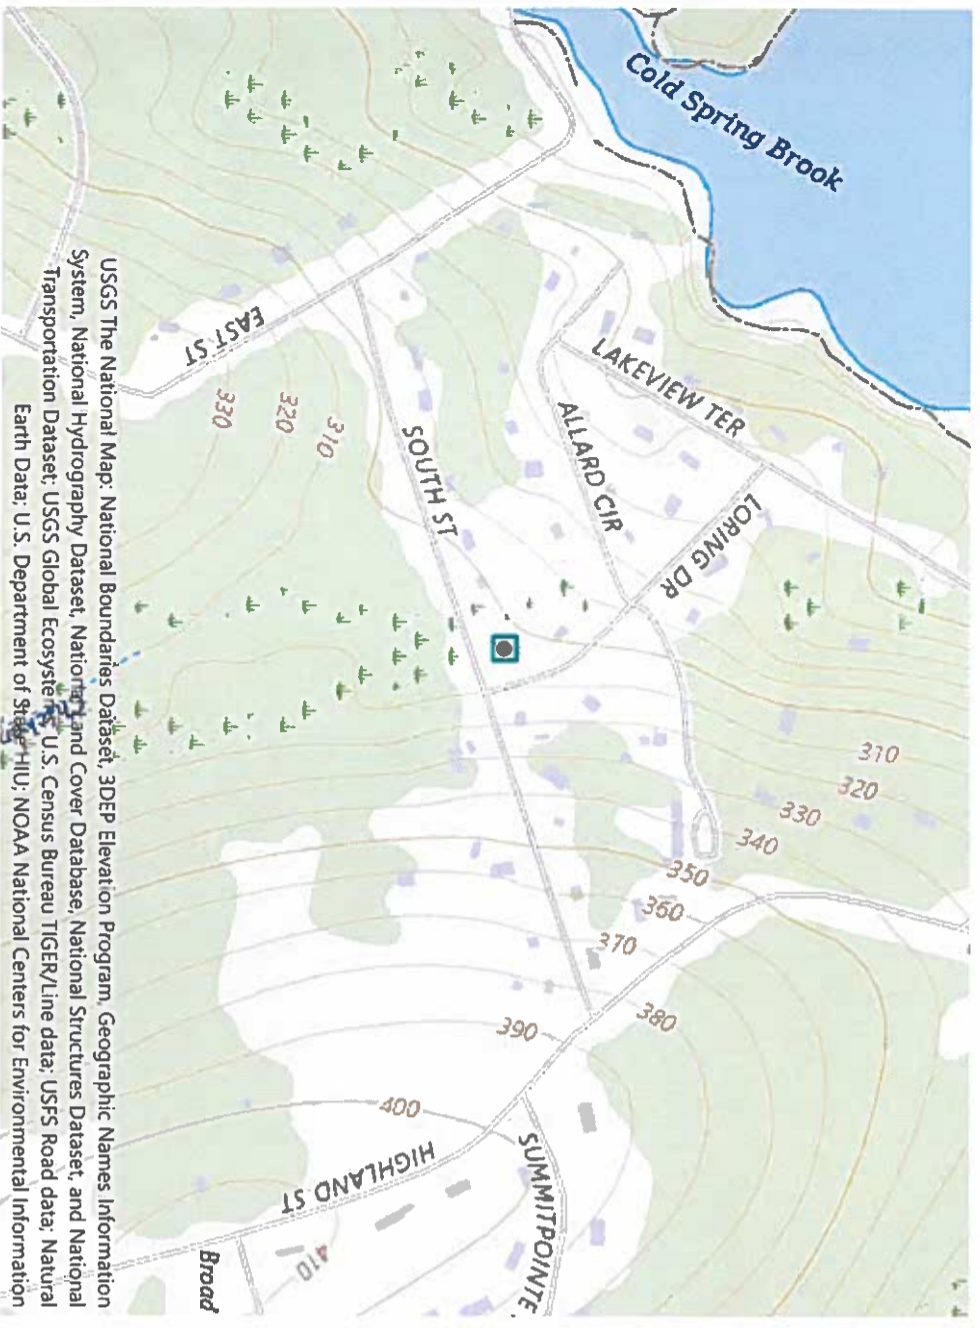 Cold Spring Brook
EAST ST
LAKEVIEW TER
ALLARD CIR
LORING DR
SOUTH ST
330
320
310
310
320
330
340
350
360
370
380
390
400
410
HIGHLAND ST
SUMMITPOINTE
Broad
USGS The National Map: National Boundaries Dataset, 3DEP Elevation Program, Geographic Names Information
System, National Hydrography Dataset, National Land Cover Database, National Structures Dataset, and National
Transportation Dataset; USGS Global Ecosystems; U.S. Census Bureau TIGER/Line data; USFS Road data; Natural
Earth Data; U.S. Department of State HIU; NOAA National Centers for Environmental Information